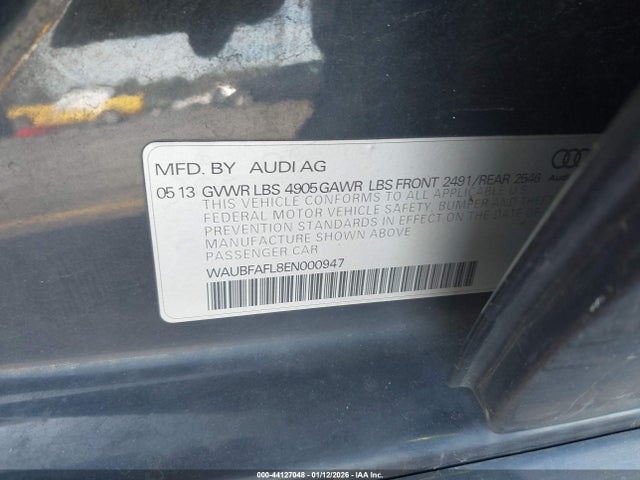 MFD. BY AUDI AG
05 13 GVWR LBS 4905 GAWR LBS FRONT 2491/REAR 2546
THIS VEHICLE CONFORMS TO ALL APPLICABLE U.S.
FEDERAL MOTOR VEHICLE SAFETY, BUMPER AND THEFT
PREVENTION STANDARDS IN EFFECT ON THE DATE OF
MANUFACTURE SHOWN ABOVE.
PASSENGER CAR
WAUBFAFL8EN000947
000-44127048 - 01/12/2026 - IAA Inc.